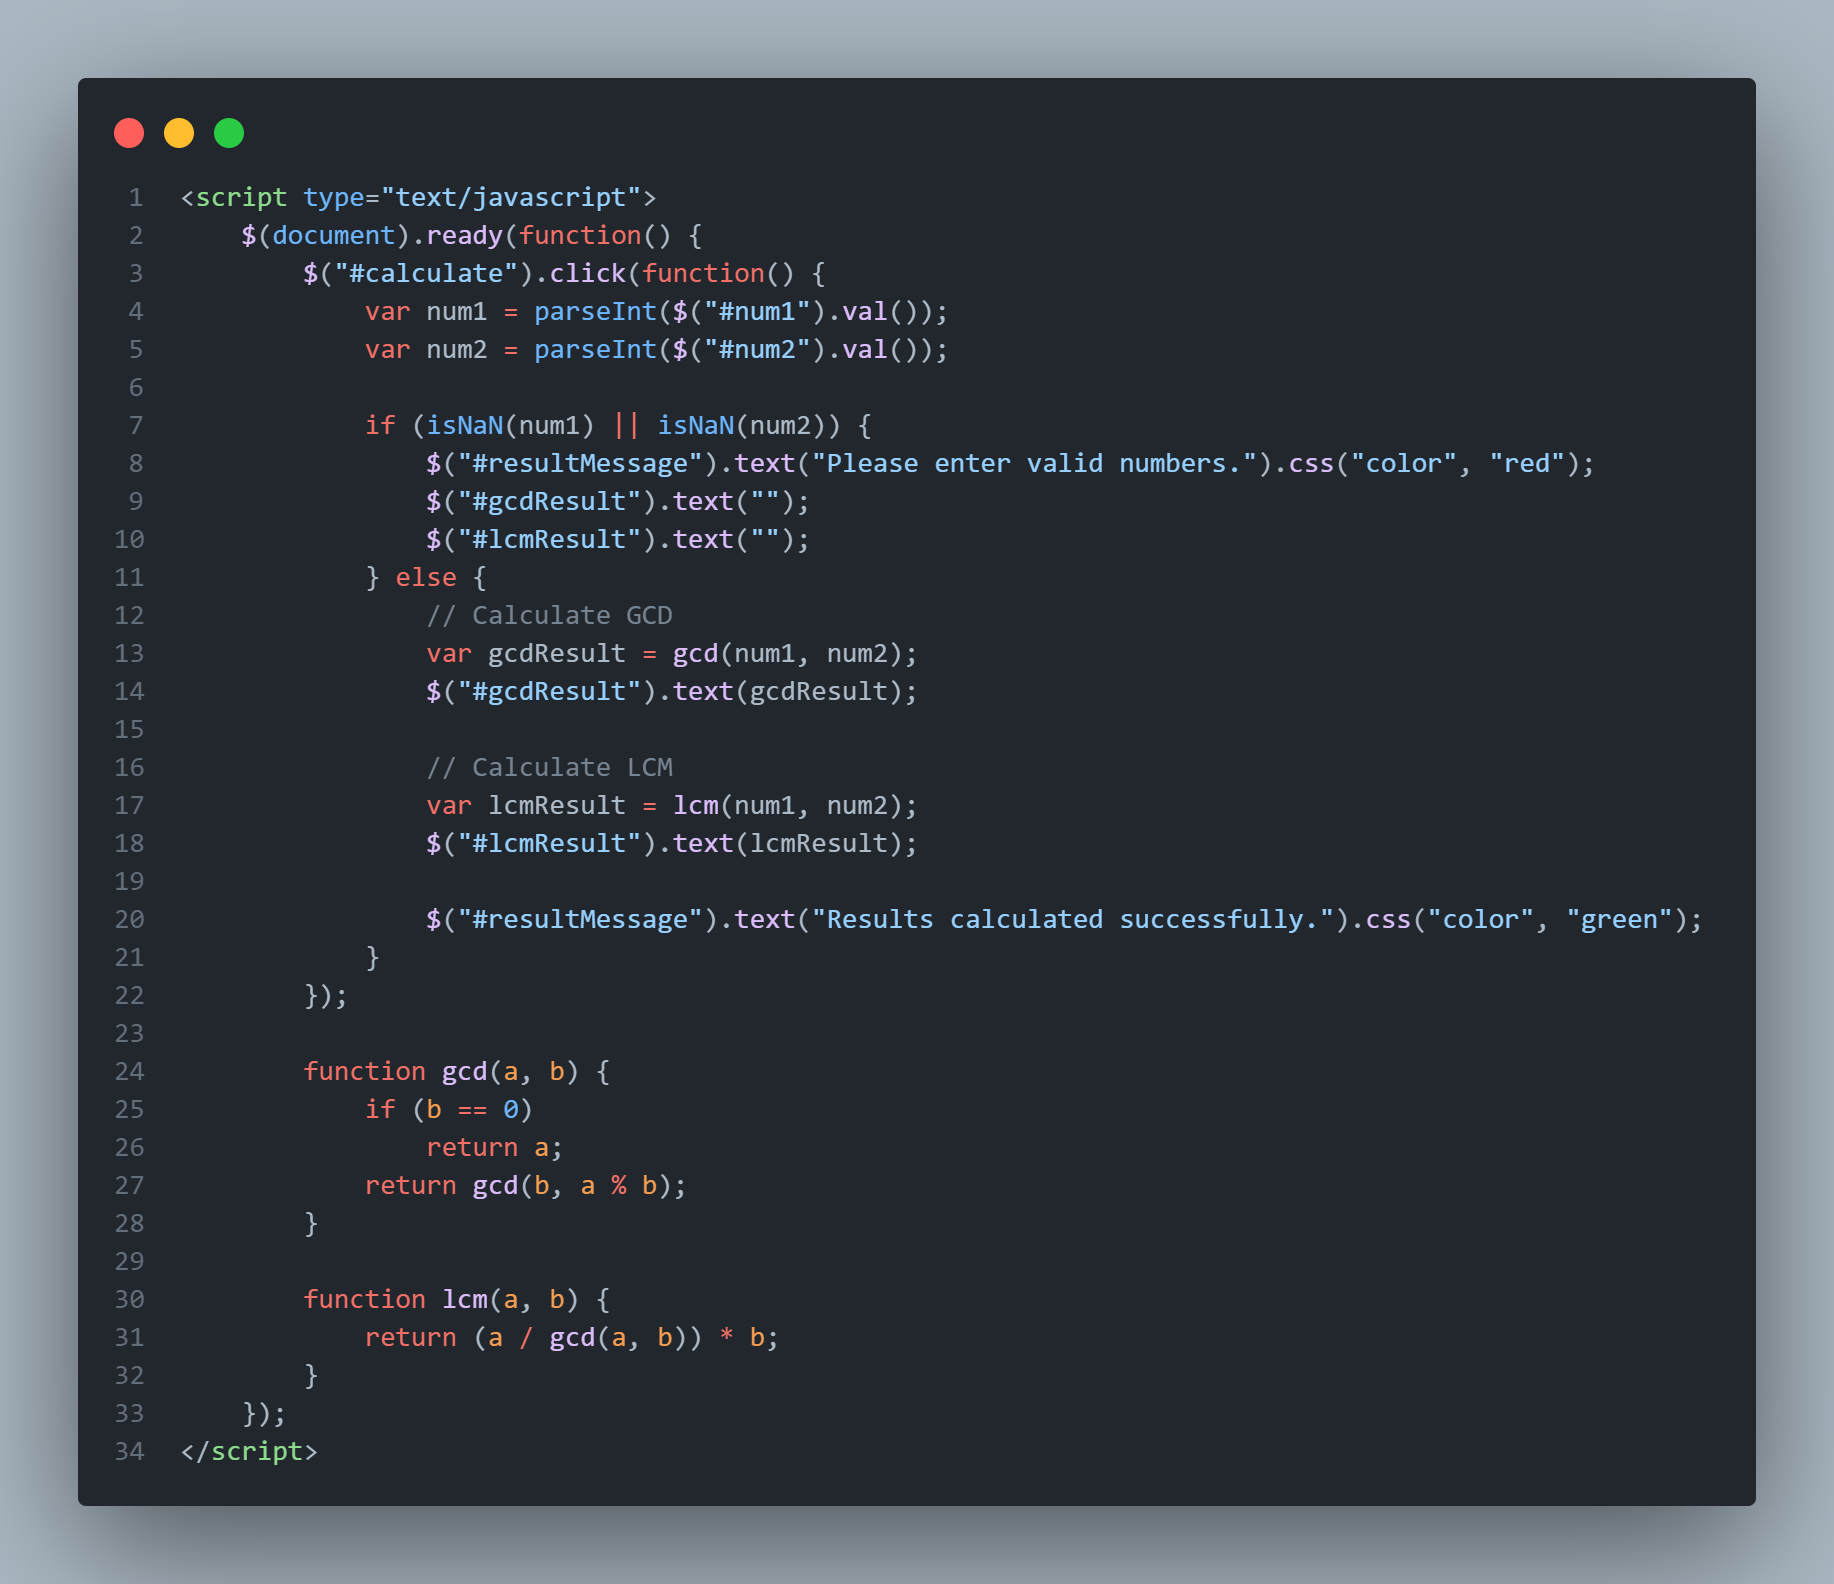 1 <script type="text/javascript">
2     $(document).ready(function() {
3         $("#calculate").click(function() {
4             var num1 = parseInt($("#num1").val());
5             var num2 = parseInt($("#num2").val());
6
7             if (isNaN(num1) || isNaN(num2)) {
8                 $("#resultMessage").text("Please enter valid numbers.").css("color", "red");
9                 $("#gcdResult").text("");
10                 $("#lcmResult").text("");
11             } else {
12                 // Calculate GCD
13                 var gcdResult = gcd(num1, num2);
14                 $("#gcdResult").text(gcdResult);
15
16                 // Calculate LCM
17                 var lcmResult = lcm(num1, num2);
18                 $("#lcmResult").text(lcmResult);
19
20                 $("#resultMessage").text("Results calculated successfully.").css("color", "green");
21             }
22         });
23
24         function gcd(a, b) {
25             if (b == 0)
26                 return a;
27             return gcd(b, a % b);
28         }
29
30         function lcm(a, b) {
31             return (a / gcd(a, b)) * b;
32         }
33     });
34 </script>